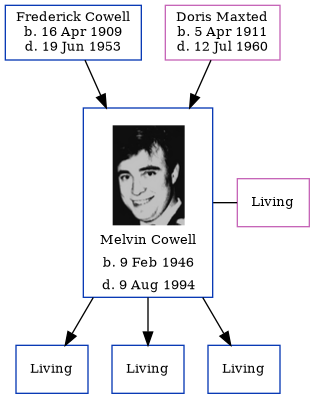 Frederick Cowell
b. 16 Apr 1909
d. 19 Jun 1953
Doris Maxted
b. 5 Apr 1911
d. 12 Jul 1960
Melvin Cowell
b. 9 Feb 1946
d. 9 Aug 1994
Living
Living
Living
Living